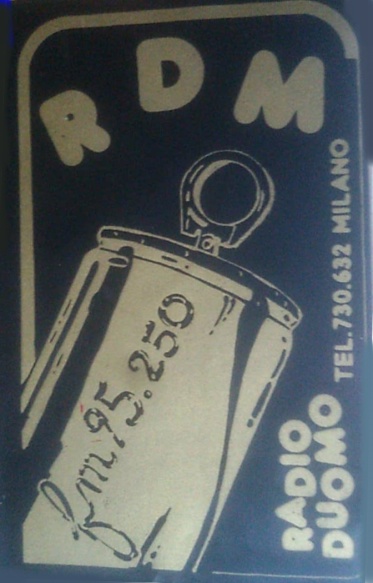 RDM
fm 95.250
RADIO
DUOMO
TEL.730.632 MILANO